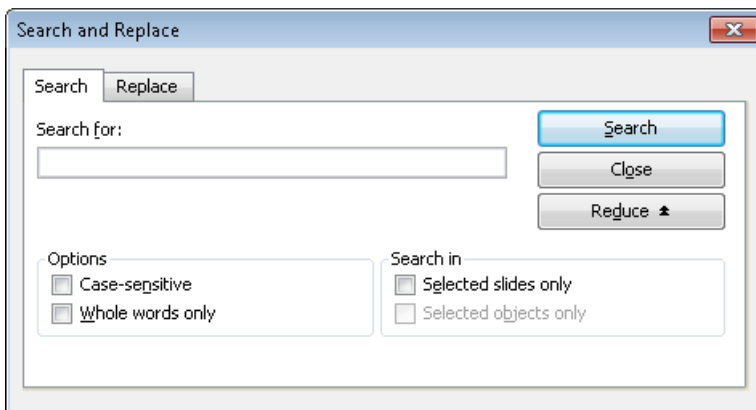 Search and Replace
Search Replace
Search for:
Search
Close
Reduce
Options
Case-sensitive
Whole words only
Search in
Selected slides only
Selected objects only